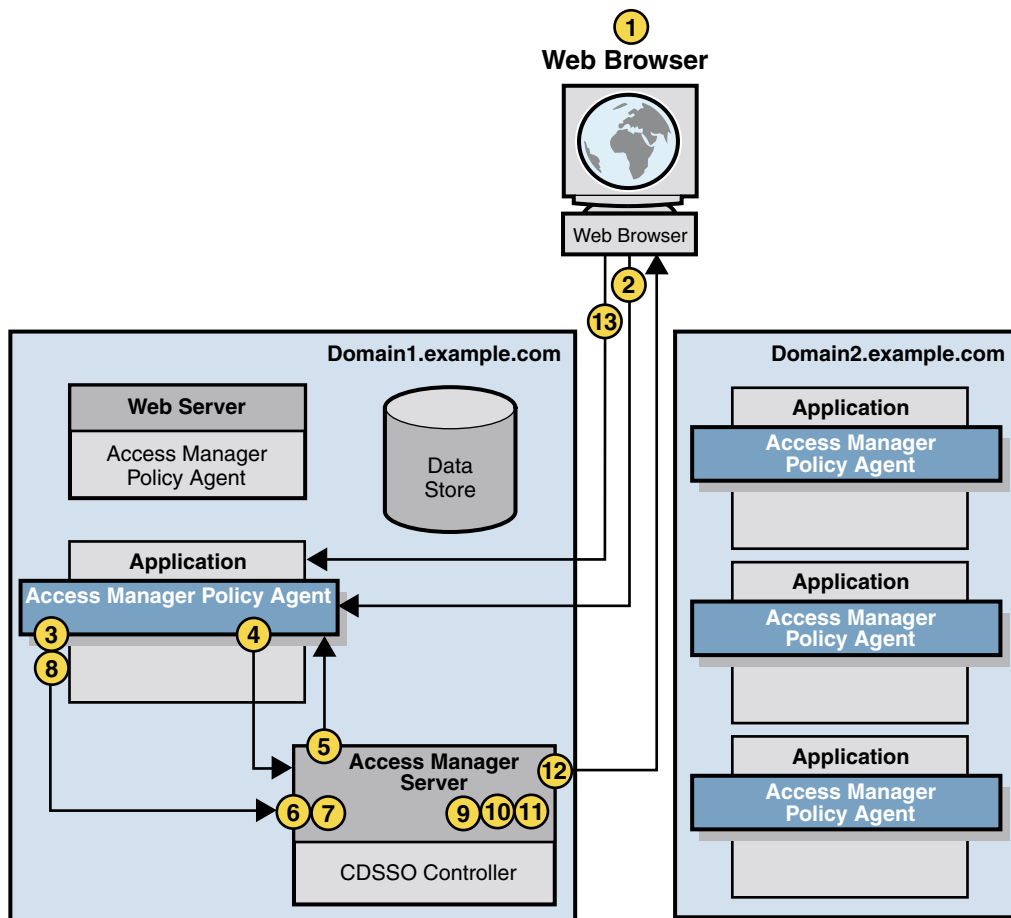 1
Web Browser
Web Browser
2
13
Domain1.example.com
Web Server
Access Manager
Policy Agent
Data
Store
Application
Access Manager Policy Agent
3
4
8
5
Access Manager
Server
12
6
7
9
10
11
CDSSO Controller
Domain2.example.com
Application
Access Manager
Policy Agent
Application
Access Manager
Policy Agent
Application
Access Manager
Policy Agent